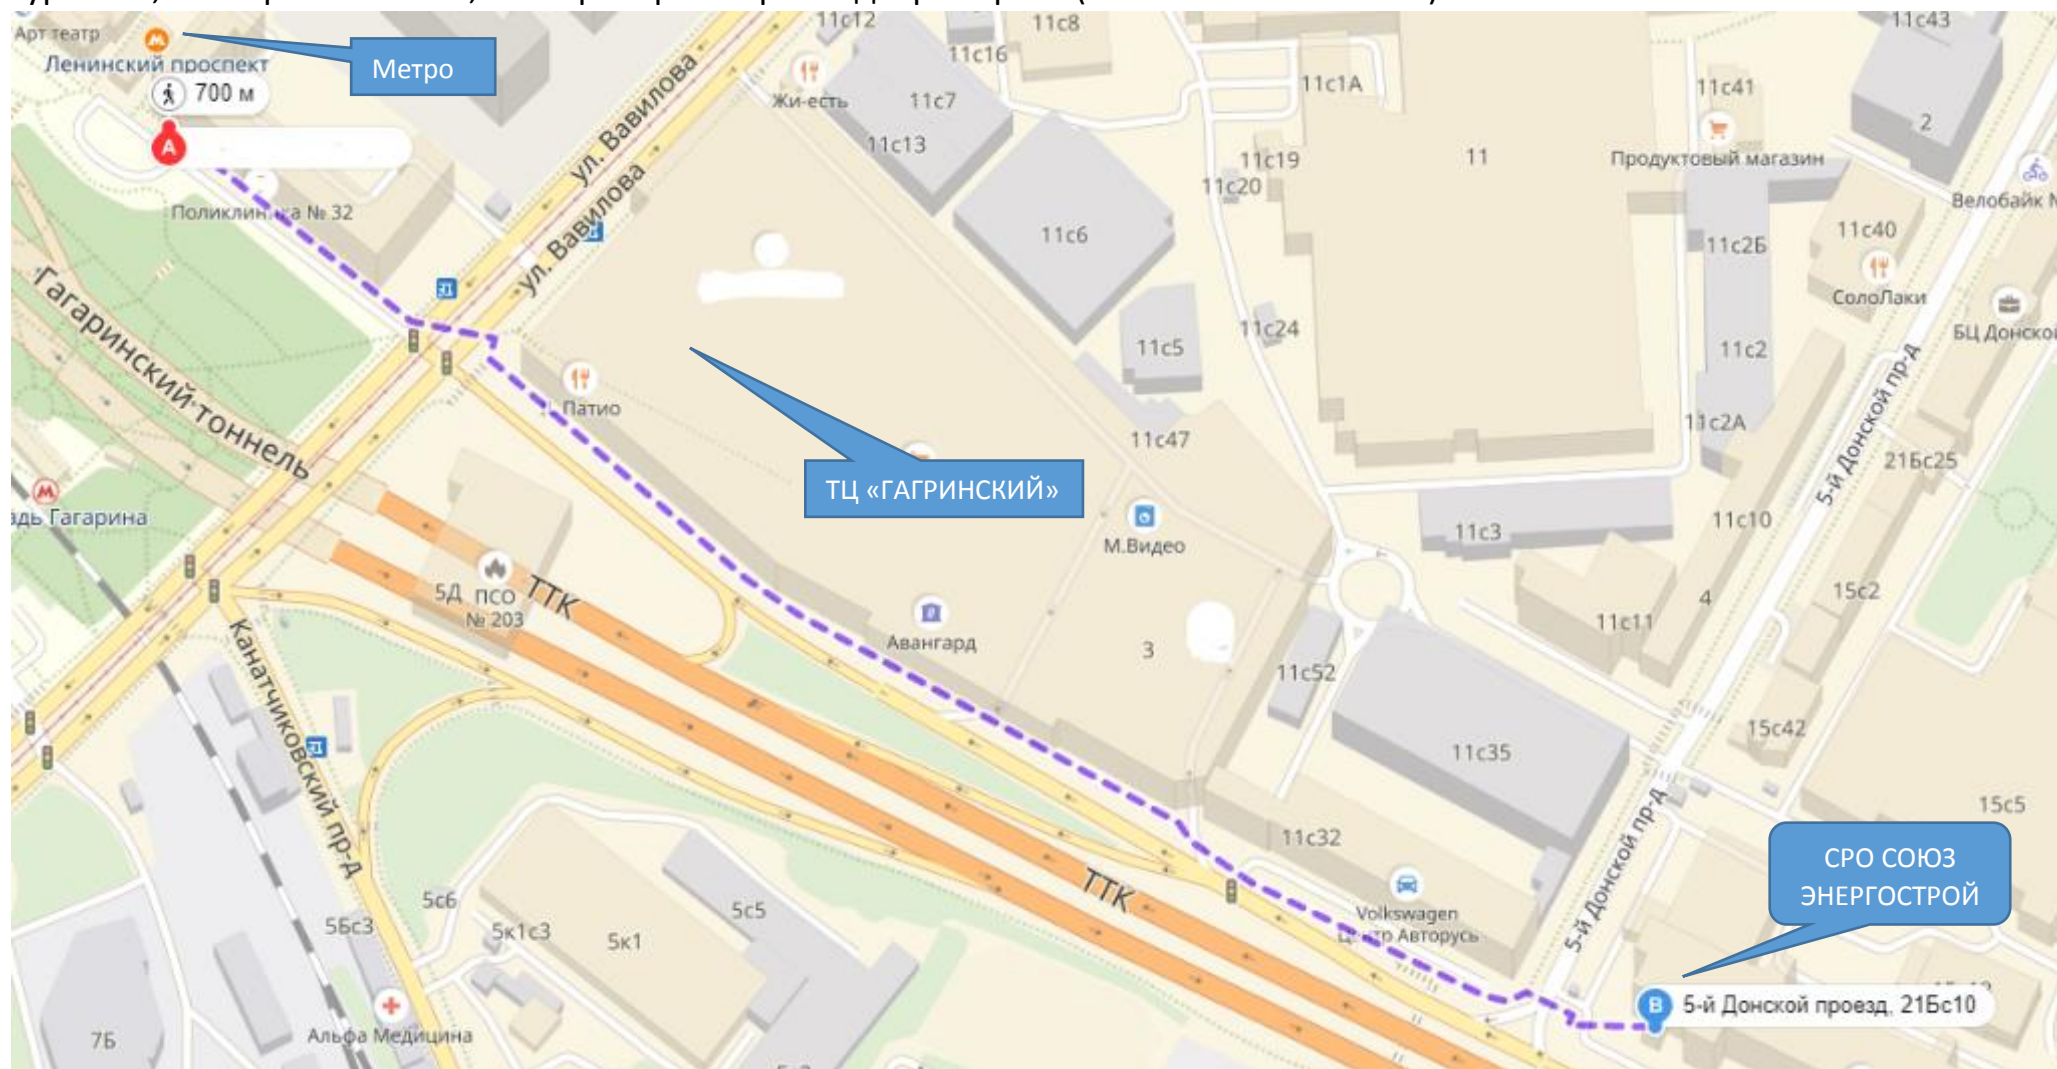 Арт театр
Ленинский проспект
700 м
Метро
A
Поликлиника № 32
ул. Вавилова
ул. Вавилова
Жи-есть
11с12
11с16
11с8
11с7
11с13
11с6
11с1А
11с19
11с20
11
11с43
11с41
2
Продуктовый магазин
Велобайк
11с2Б
11с40
СолоЛаки
БЦ Донской
11с5
11с24
11с2
11с47
11с2А
21Бс25
Гагаринский тоннель
Патио
ТЦ «ГАГРИНСКИЙ»
5-й Донской пр-д
адь Гагарина
М.Видео
11с3
11с10
5Д
ПСО
№ 203
ТТК
Авангард
3
11с11
4
15с2
Канатчиковский пр-д
11с52
11с35
15с42
15с5
11с32
ТТК
5-й Донской пр-д
СРО СОЮЗ
ЭНЕРГОСТРОЙ
5с6
5Бс3
5к1с3
5к1
5с5
Volkswagen
Центр Авторусь
B
5-й Донской проезд, 21Бс10
7Б
Альфа Медицина